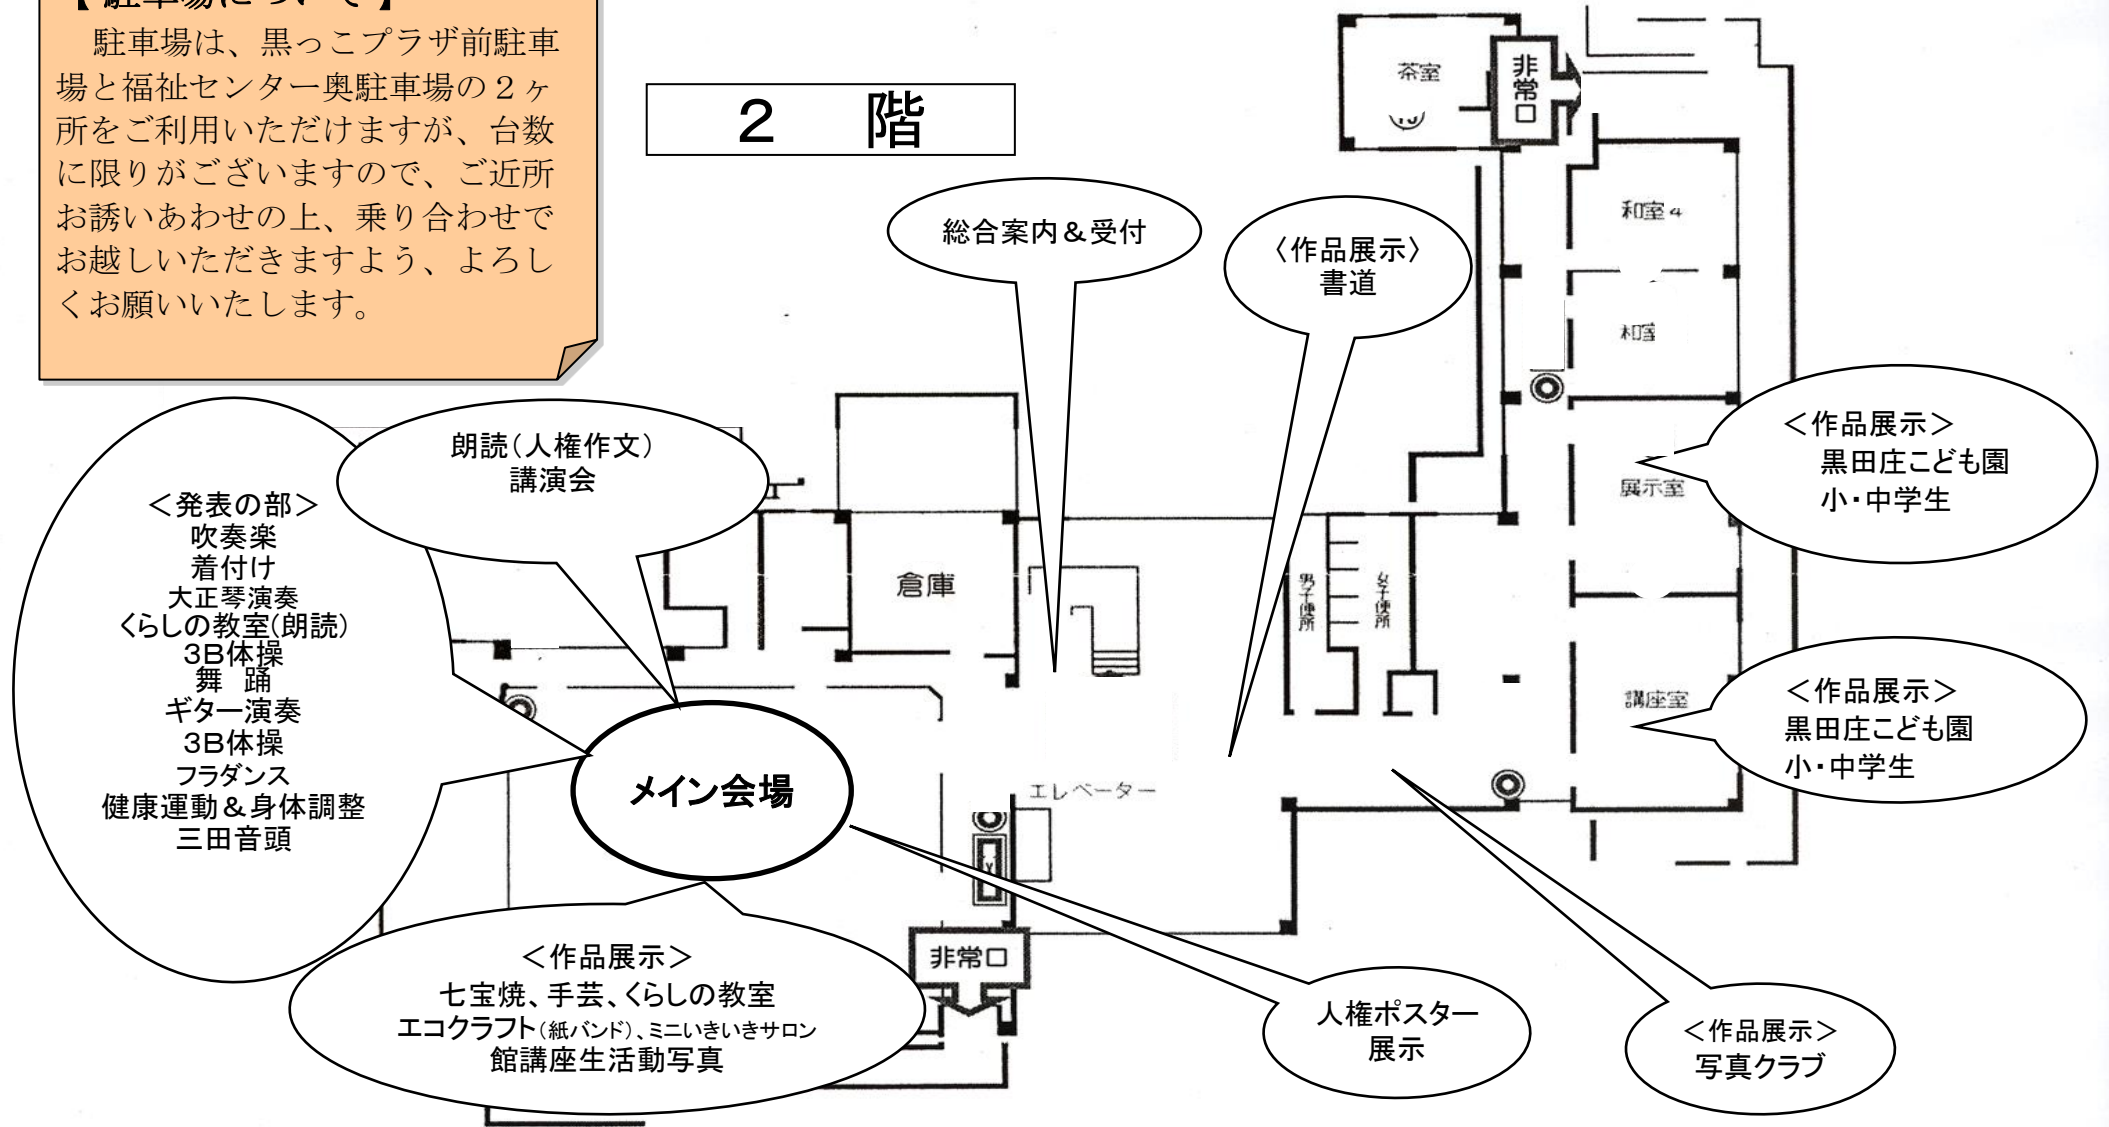 【 駐車場について 】
　駐車場は、黒っこプラザ前駐車
場と福祉センター奥駐車場の２ヶ
所をご利用いただけますが、台数
に限りがございますので、ご近所
お誘いあわせの上、乗り合わせで
お越しいただきますよう、よろし
くお願いいたします。
２　階
茶室
非常口
和室４
和室
総合案内＆受付
〈作品展示〉
書道
＜作品展示＞
黒田庄こども園
小・中学生
展示室
朗読（人権作文）
講演会
＜発表の部＞
吹奏楽
着付け
大正琴演奏
くらしの教室(朗読)
３Ｂ体操
舞　踊
ギター演奏
３Ｂ体操
フラダンス
健康運動＆身体調整
三田音頭
倉庫
男子便所
女子便所
講座室
＜作品展示＞
黒田庄こども園
小・中学生
メイン会場
エレベーター
非常口
＜作品展示＞
七宝焼、手芸、くらしの教室
エコクラフト（紙バンド）、ミニいきいきサロン
館講座生活動写真
人権ポスター
展示
＜作品展示＞
写真クラブ